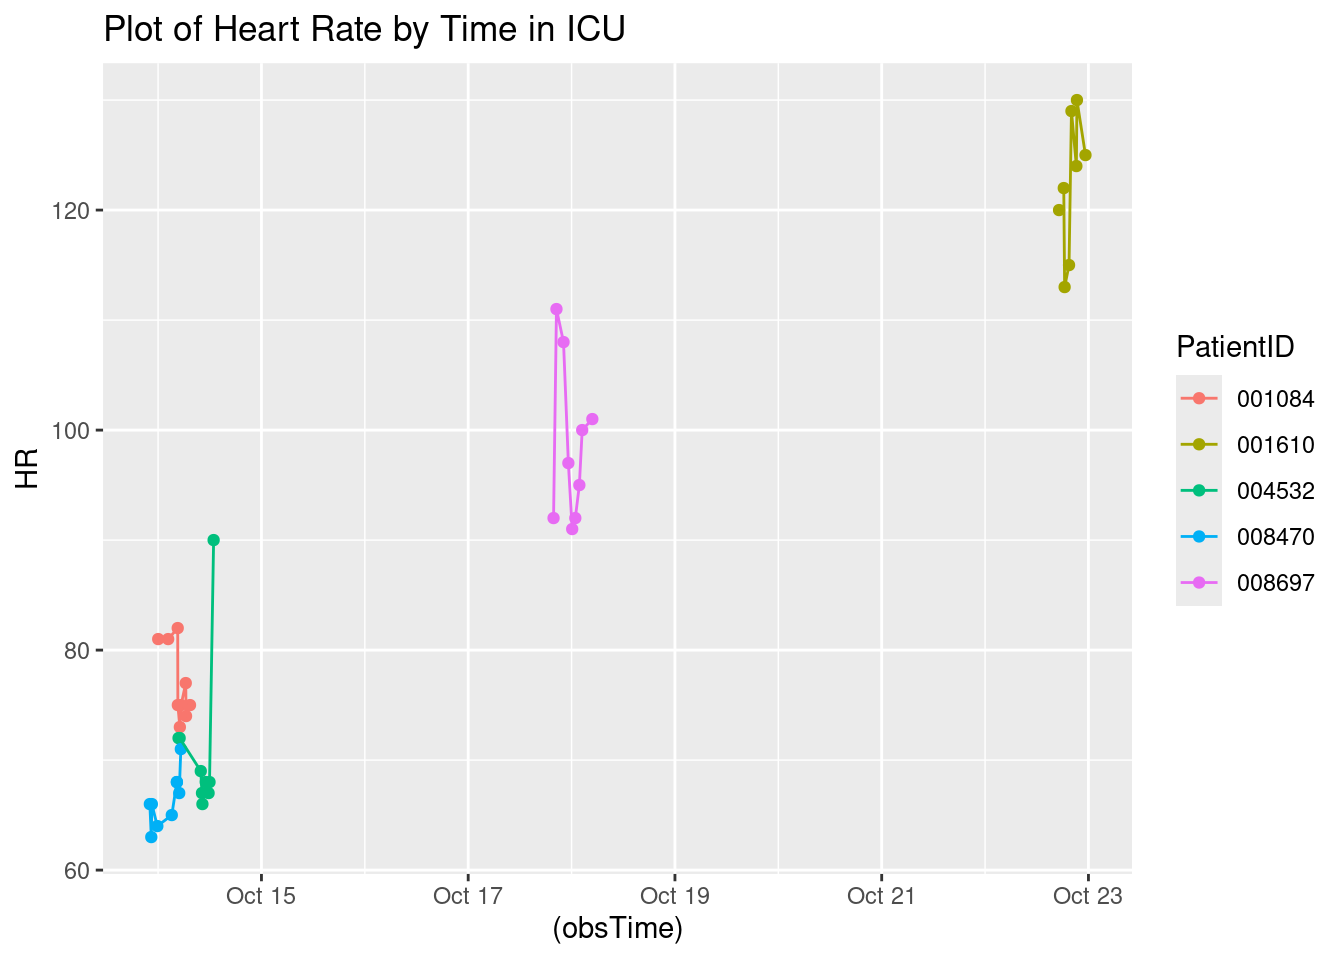 Plot of Heart Rate by Time in ICU
120
100
80
60
HR
Oct 15 Oct 17 Oct 19 Oct 21 Oct 23
(obsTime)
PatientID
001084
001610
004532
008470
008697